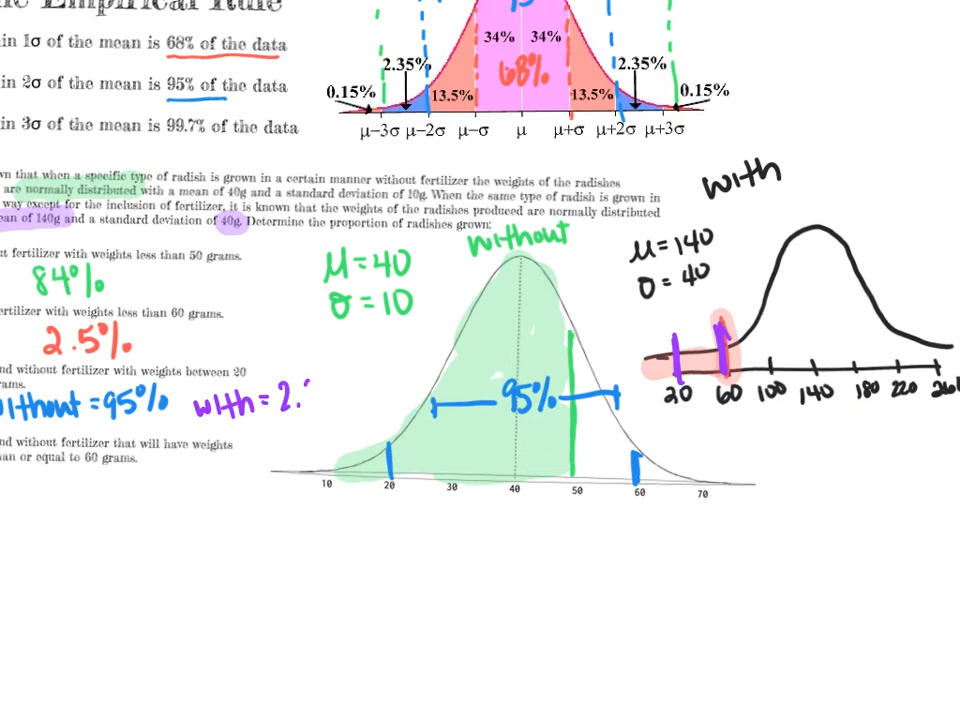 in 1σ of the mean is 68% of the data
in 2σ of the mean is 95% of the data
in 3σ of the mean is 99.7% of the data
34% 34%
68%
2.35% 2.35%
0.15% 13.5% 13.5% 0.15%
μ−3σ μ−2σ μ−σ μ μ+σ μ+2σ μ+3σ
wn that when a specific type of radish is grown in a certain manner without fertilizer the weights of the radishes
are normally distributed with a mean of 40g and a standard deviation of 10g. When the same type of radish is grown in
way except for the inclusion of fertilizer, it is known that the weights of the radishes produced are normally distributed
ean of 140g and a standard deviation of 40g. Determine the proportion of radishes grown:
ut fertilizer with weights less than 50 grams.
84%
ertilizer with weights less than 60 grams.
2.5%
nd without fertilizer with weights between 20
rams.
without = 95% with = 2.
nd without fertilizer that will have weights
han or equal to 60 grams.
without
μ = 40
σ = 10
95%
10 20 30 40 50 60 70
with
μ = 140
σ = 40
20 60 100 140 180 220 260